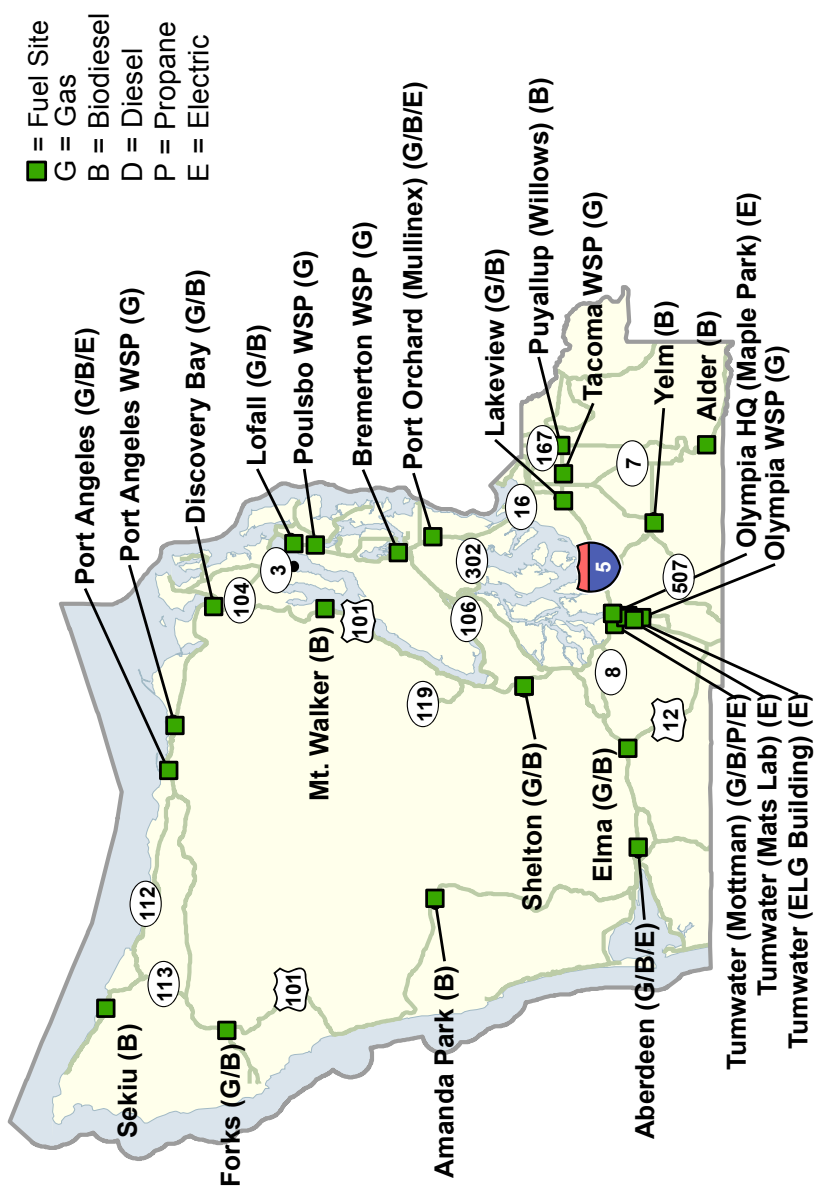 = Fuel Site
G = Gas
B = Biodiesel
D = Diesel
P = Propane
E = Electric
Port Angeles (G/B/E)
Port Angeles WSP (G)
Discovery Bay (G/B)
Lofall (G/B)
Poulsbo WSP (G)
Bremerton WSP (G)
Port Orchard (Mullinex) (G/B/E)
Lakeview (G/B)
Puyallup (Willows) (B)
Tacoma WSP (G)
Yelm (B)
Alder (B)
Olympia HQ (Maple Park) (E)
Olympia WSP (G)
Sekiu (B)
Forks (G/B)
Mt. Walker (B)
Amanda Park (B)
Shelton (G/B)
Elma (G/B)
Aberdeen (G/B/E)
Tumwater (Mottman) (G/B/P/E)
Tumwater (Mats Lab) (E)
Tumwater (ELG Building) (E)
112
113
101
104
3
101
119
106
302
16
167
7
5
507
8
12